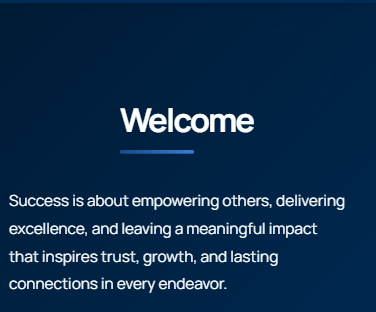 Welcome
Success is about empowering others, delivering
excellence, and leaving a meaningful impact
that inspires trust, growth, and lasting
connections in every endeavor.